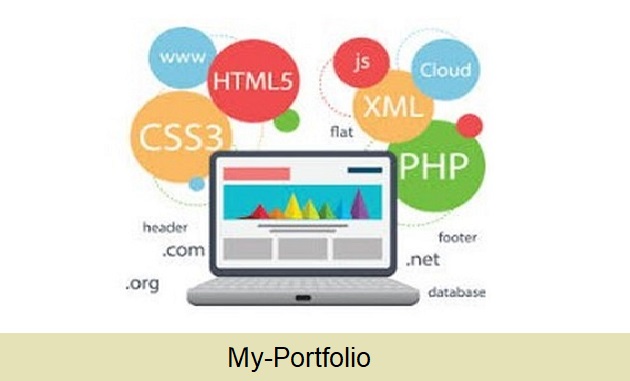 www
HTML5
js
Cloud
CSS3
XML
flat
PHP
header
.com
footer
.net
.org
database
My-Portfolio